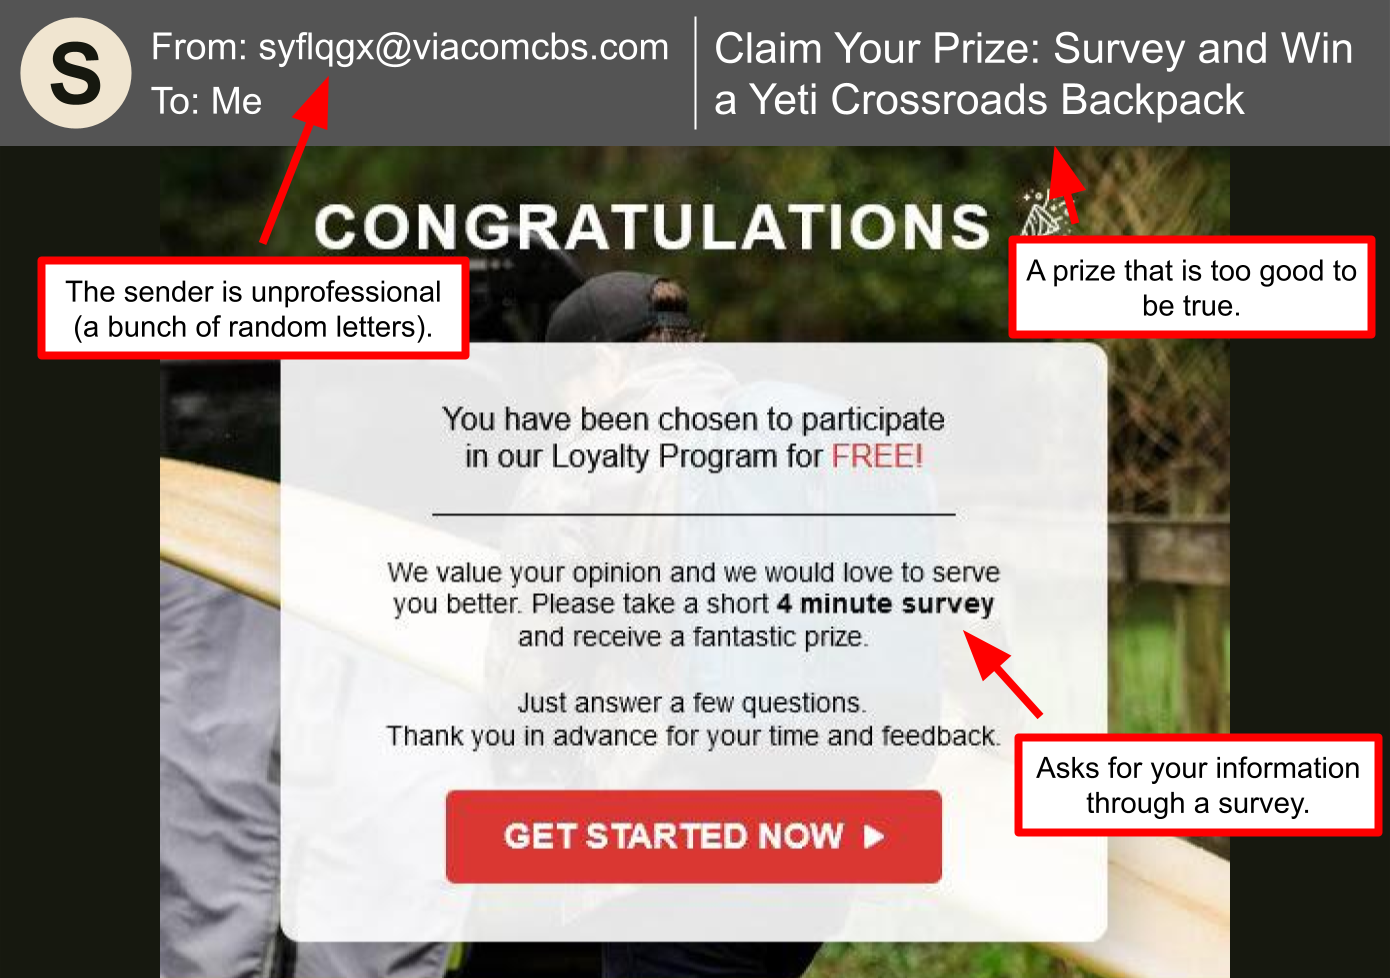 S
From: syflqgx@viacomcbs.com
To: Me
Claim Your Prize: Survey and Win
a Yeti Crossroads Backpack
CONGRATULATIONS
The sender is unprofessional
(a bunch of random letters).
A prize that is too good to
be true.
You have been chosen to participate
in our Loyalty Program for FREE!
We value your opinion and we would love to serve
you better. Please take a short 4 minute survey
and receive a fantastic prize.
Just answer a few questions.
Thank you in advance for your time and feedback.
Asks for your information
through a survey.
GET STARTED NOW